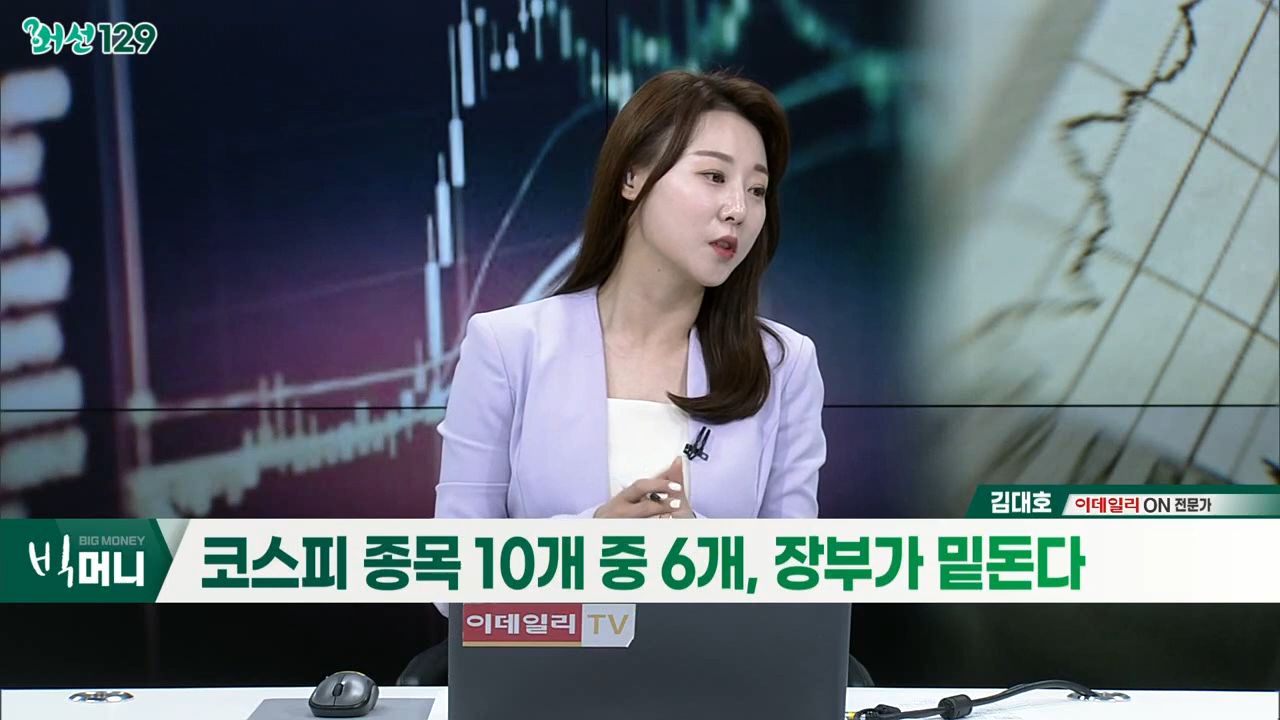 머선129
김대호
이데일리 ON 전문가
BIG MONEY
빅머니
코스피 종목 10개 중 6개, 장부가 밑돈다
이데일리 TV